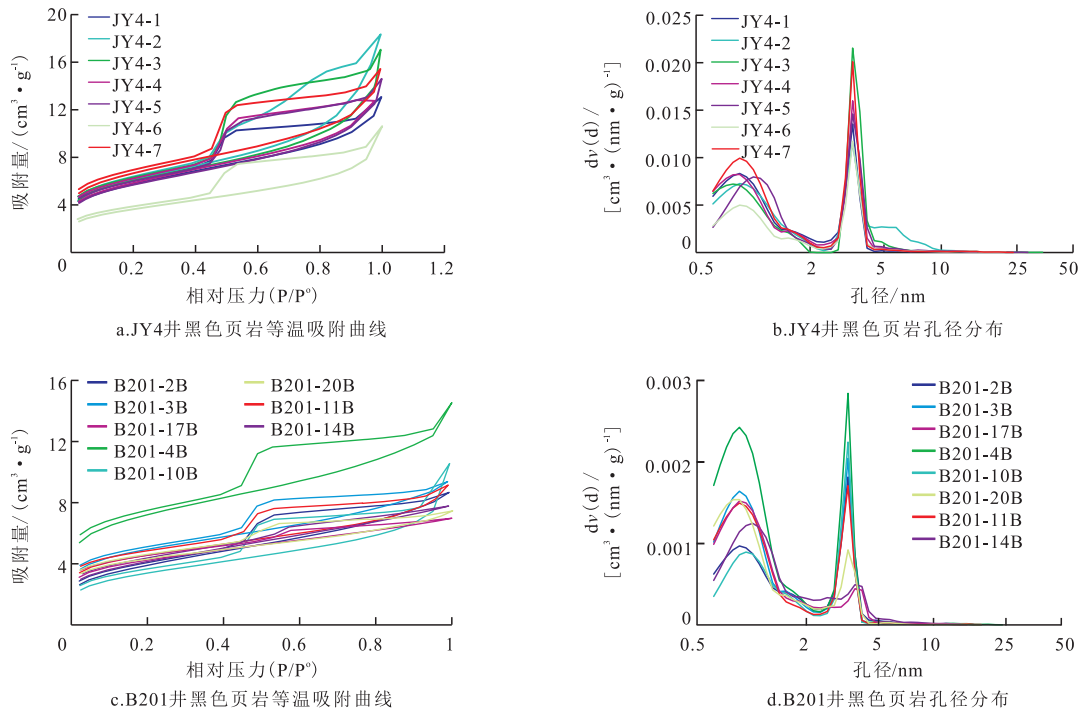 JY4-1
JY4-2
JY4-3
JY4-4
JY4-5
JY4-6
JY4-7
吸附量/(cm³·g⁻¹)
20
16
12
8
4
0
0.2
0.4
0.6
0.8
1.0
1.2
相对压力(P/P⁰)
a.JY4井黑色页岩等温吸附曲线
JY4-1
JY4-2
JY4-3
JY4-4
JY4-5
JY4-6
JY4-7
dv(d)/
[cm³·(nm·g)⁻¹]
0.025
0.020
0.015
0.010
0.005
0
0.5
2
5
10
25
50
孔径/nm
b.JY4井黑色页岩孔径分布
B201-2B
B201-3B
B201-17B
B201-4B
B201-10B
B201-20B
B201-11B
B201-14B
吸附量/(cm³·g⁻¹)
16
12
8
4
0
0.2
0.4
0.6
0.8
1
相对压力(P/P⁰)
c.B201井黑色页岩等温吸附曲线
B201-2B
B201-3B
B201-17B
B201-4B
B201-10B
B201-20B
B201-11B
B201-14B
dv(d)/
[cm³·(nm·g)⁻¹]
0.003
0.002
0.001
0
0.5
2
5
10
25
50
孔径/nm
d.B201井黑色页岩孔径分布